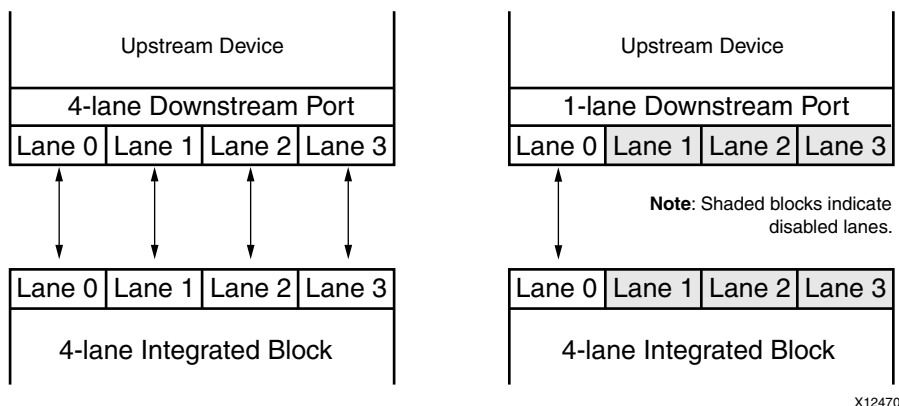 Upstream Device
4-lane Downstream Port
Lane 0 Lane 1 Lane 2 Lane 3
Lane 0 Lane 1 Lane 2 Lane 3
4-lane Integrated Block
Upstream Device
1-lane Downstream Port
Lane 0 Lane 1 Lane 2 Lane 3
Note: Shaded blocks indicate
disabled lanes.
Lane 0 Lane 1 Lane 2 Lane 3
4-lane Integrated Block
X12470